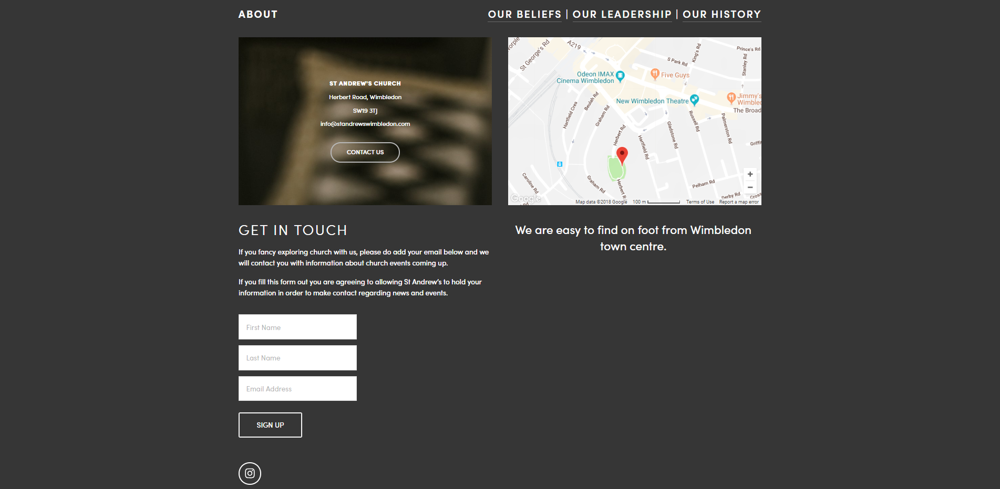 ABOUT
OUR BELIEFS | OUR LEADERSHIP | OUR HISTORY
ST ANDREW'S CHURCH
Herbert Road, Wimbledon
SW19 3TJ
info@standrewswimbledon.com
CONTACT US
A219
St George's Rd
King's Rd
Prince's Rd
S Park Rd
Stanley Rd
Odeon IMAX
Cinema Wimbledon
Five Guys
New Wimbledon Theatre
Jimmy's
Wimbled
The Broad
Beulah Rd
Graham Rd
Hartfield Cres
Russell Rd
Palmerston Rd
Gladstone Rd
Herbert Rd
Hartfield Rd
Griffi
Caroline Rd
Graham Rd
Herbert R
Pelham Rd
Derby Rd
Cross
Google
Map data ©2018 Google
100 m
Terms of Use
Report a map error
GET IN TOUCH
If you fancy exploring church with us, please do add your email below and we
will contact you with information about church events coming up.
If you fill this form out you are agreeing to allowing St Andrew’s to hold your
information in order to make contact regarding news and events.
First Name
Last Name
Email Address
SIGN UP
We are easy to find on foot from Wimbledon
town centre.